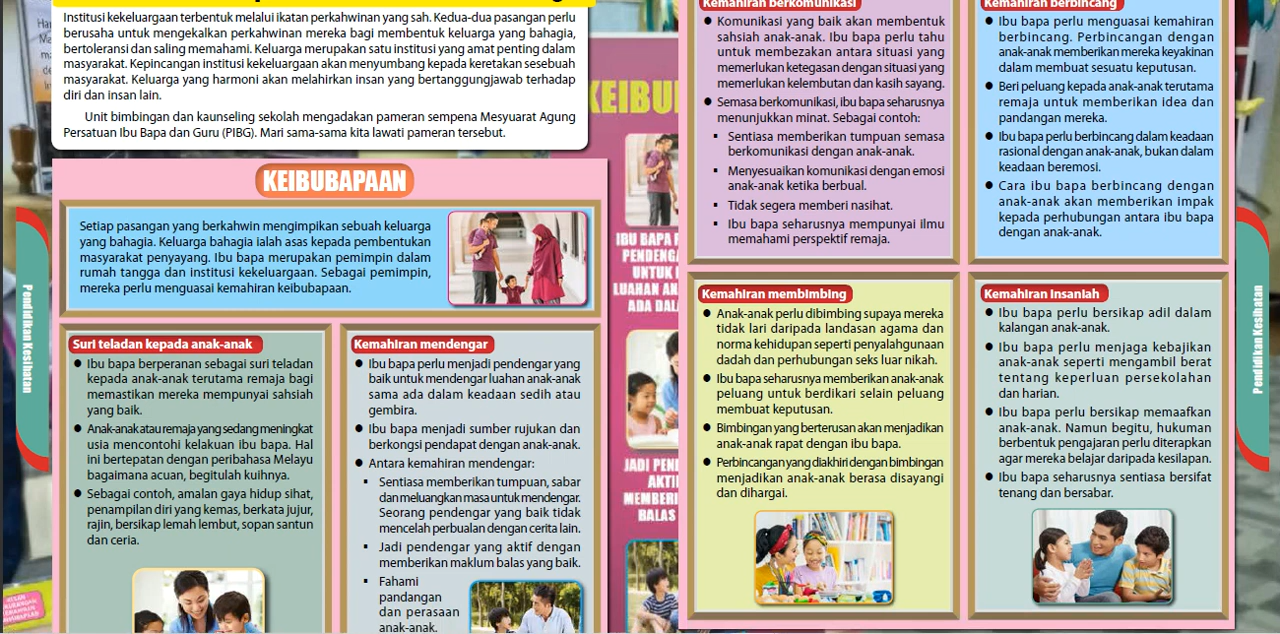 Institusi kekeluargaan terbentuk melalui ikatan perkahwinan yang sah. Kedua-dua pasangan perlu
berusaha untuk mengekalkan perkahwinan mereka bagi membentuk keluarga yang bahagia,
bertoleransi dan saling memahami. Keluarga merupakan satu institusi yang amat penting dalam
masyarakat. Kepincangan institusi kekeluargaan akan menyumbang kepada keretakan sesebuah
masyarakat. Keluarga yang harmoni akan melahirkan insan yang bertanggungjawab terhadap
diri dan insan lain.
Unit bimbingan dan kaunseling sekolah mengadakan pameran sempena Mesyuarat Agung
Persatuan Ibu Bapa dan Guru (PIBG). Mari sama-sama kita lawati pameran tersebut.
KEIBUBAPAAN
Setiap pasangan yang berkahwin mengimpikan sebuah keluarga
yang bahagia. Keluarga bahagia ialah asas kepada pembentukan
masyarakat penyayang. Ibu bapa merupakan pemimpin dalam
rumah tangga dan institusi kekeluargaan. Sebagai pemimpin,
mereka perlu menguasai kemahiran keibubapaan.
Pendidikan Kesihatan
Suri teladan kepada anak-anak
● Ibu bapa berperanan sebagai suri teladan
kepada anak-anak terutama remaja bagi
memastikan mereka mempunyai sahsiah
yang baik.
● Anak-anak atau remaja yang sedang meningkat
usia mencontohi kelakuan ibu bapa. Hal
ini bertepatan dengan peribahasa Melayu
bagaimana acuan, begitulah kuihnya.
● Sebagai contoh, amalan gaya hidup sihat,
penampilan diri yang kemas, berkata jujur,
rajin, bersikap lemah lembut, sopan santun
dan ceria.
Kemahiran mendengar
● Ibu bapa perlu menjadi pendengar yang
baik untuk mendengar luahan anak-anak
sama ada dalam keadaan sedih atau
gembira.
● Ibu bapa menjadi sumber rujukan dan
berkongsi pendapat dengan anak-anak.
● Antara kemahiran mendengar:
▪ Sentiasa memberikan tumpuan, sabar
dan meluangkan masa untuk mendengar.
Seorang pendengar yang baik tidak
mencelah perbualan dengan cerita lain.
▪ Jadi pendengar yang aktif dengan
memberikan maklum balas yang baik.
▪ Fahami
pandangan
dan perasaan
anak-anak.
KEIBU
IBU BAPA
PENDENG
UNTUK
LUAHAN AN
ADA DAL
JADI PEN
AKTI
MEMBERI
BALAS
Kemahiran berkomunikasi
● Komunikasi yang baik akan membentuk
sahsiah anak-anak. Ibu bapa perlu tahu
untuk membezakan antara situasi yang
memerlukan ketegasan dengan situasi yang
memerlukan kelembutan dan kasih sayang.
● Semasa berkomunikasi, ibu bapa seharusnya
menunjukkan minat. Sebagai contoh:
▪ Sentiasa memberikan tumpuan semasa
berkomunikasi dengan anak-anak.
▪ Menyesuaikan komunikasi dengan emosi
anak-anak ketika berbual.
▪ Tidak segera memberi nasihat.
▪ Ibu bapa seharusnya mempunyai ilmu
memahami perspektif remaja.
Kemahiran berbincang
● Ibu bapa perlu menguasai kemahiran
berbincang. Perbincangan dengan
anak-anak memberikan mereka keyakinan
dalam membuat sesuatu keputusan.
● Beri peluang kepada anak-anak terutama
remaja untuk memberikan idea dan
pandangan mereka.
● Ibu bapa perlu berbincang dalam keadaan
rasional dengan anak-anak, bukan dalam
keadaan beremosi.
● Cara ibu bapa berbincang dengan
anak-anak akan memberikan impak
kepada perhubungan antara ibu bapa
dengan anak-anak.
Kemahiran membimbing
● Anak-anak perlu dibimbing supaya mereka
tidak lari daripada landasan agama dan
norma kehidupan seperti penyalahgunaan
dadah dan perhubungan seks luar nikah.
● Ibu bapa seharusnya memberikan anak-anak
peluang untuk berdikari selain peluang
membuat keputusan.
● Bimbingan yang berterusan akan menjadikan
anak-anak rapat dengan ibu bapa.
● Perbincangan yang diakhiri dengan bimbingan
menjadikan anak-anak berasa disayangi
dan dihargai.
Kemahiran insaniah
● Ibu bapa perlu bersikap adil dalam
kalangan anak-anak.
● Ibu bapa perlu menjaga kebajikan
anak-anak seperti mengambil berat
tentang keperluan persekolahan
dan harian.
● Ibu bapa perlu bersikap memaafkan
anak-anak. Namun begitu, hukuman
berbentuk pengajaran perlu diterapkan
agar mereka belajar daripada kesilapan.
● Ibu bapa seharusnya sentiasa bersifat
tenang dan bersabar.
Pendidikan Kesihatan